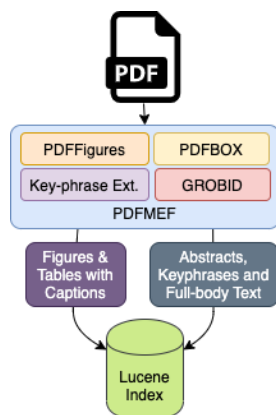 PDF
PDFFigures
PDFBOX
Key-phrase Ext.
GROBID
PDFMEF
Figures &
Tables with
Captions
Abstracts,
Keyphrases and
Full-body Text
Lucene
Index